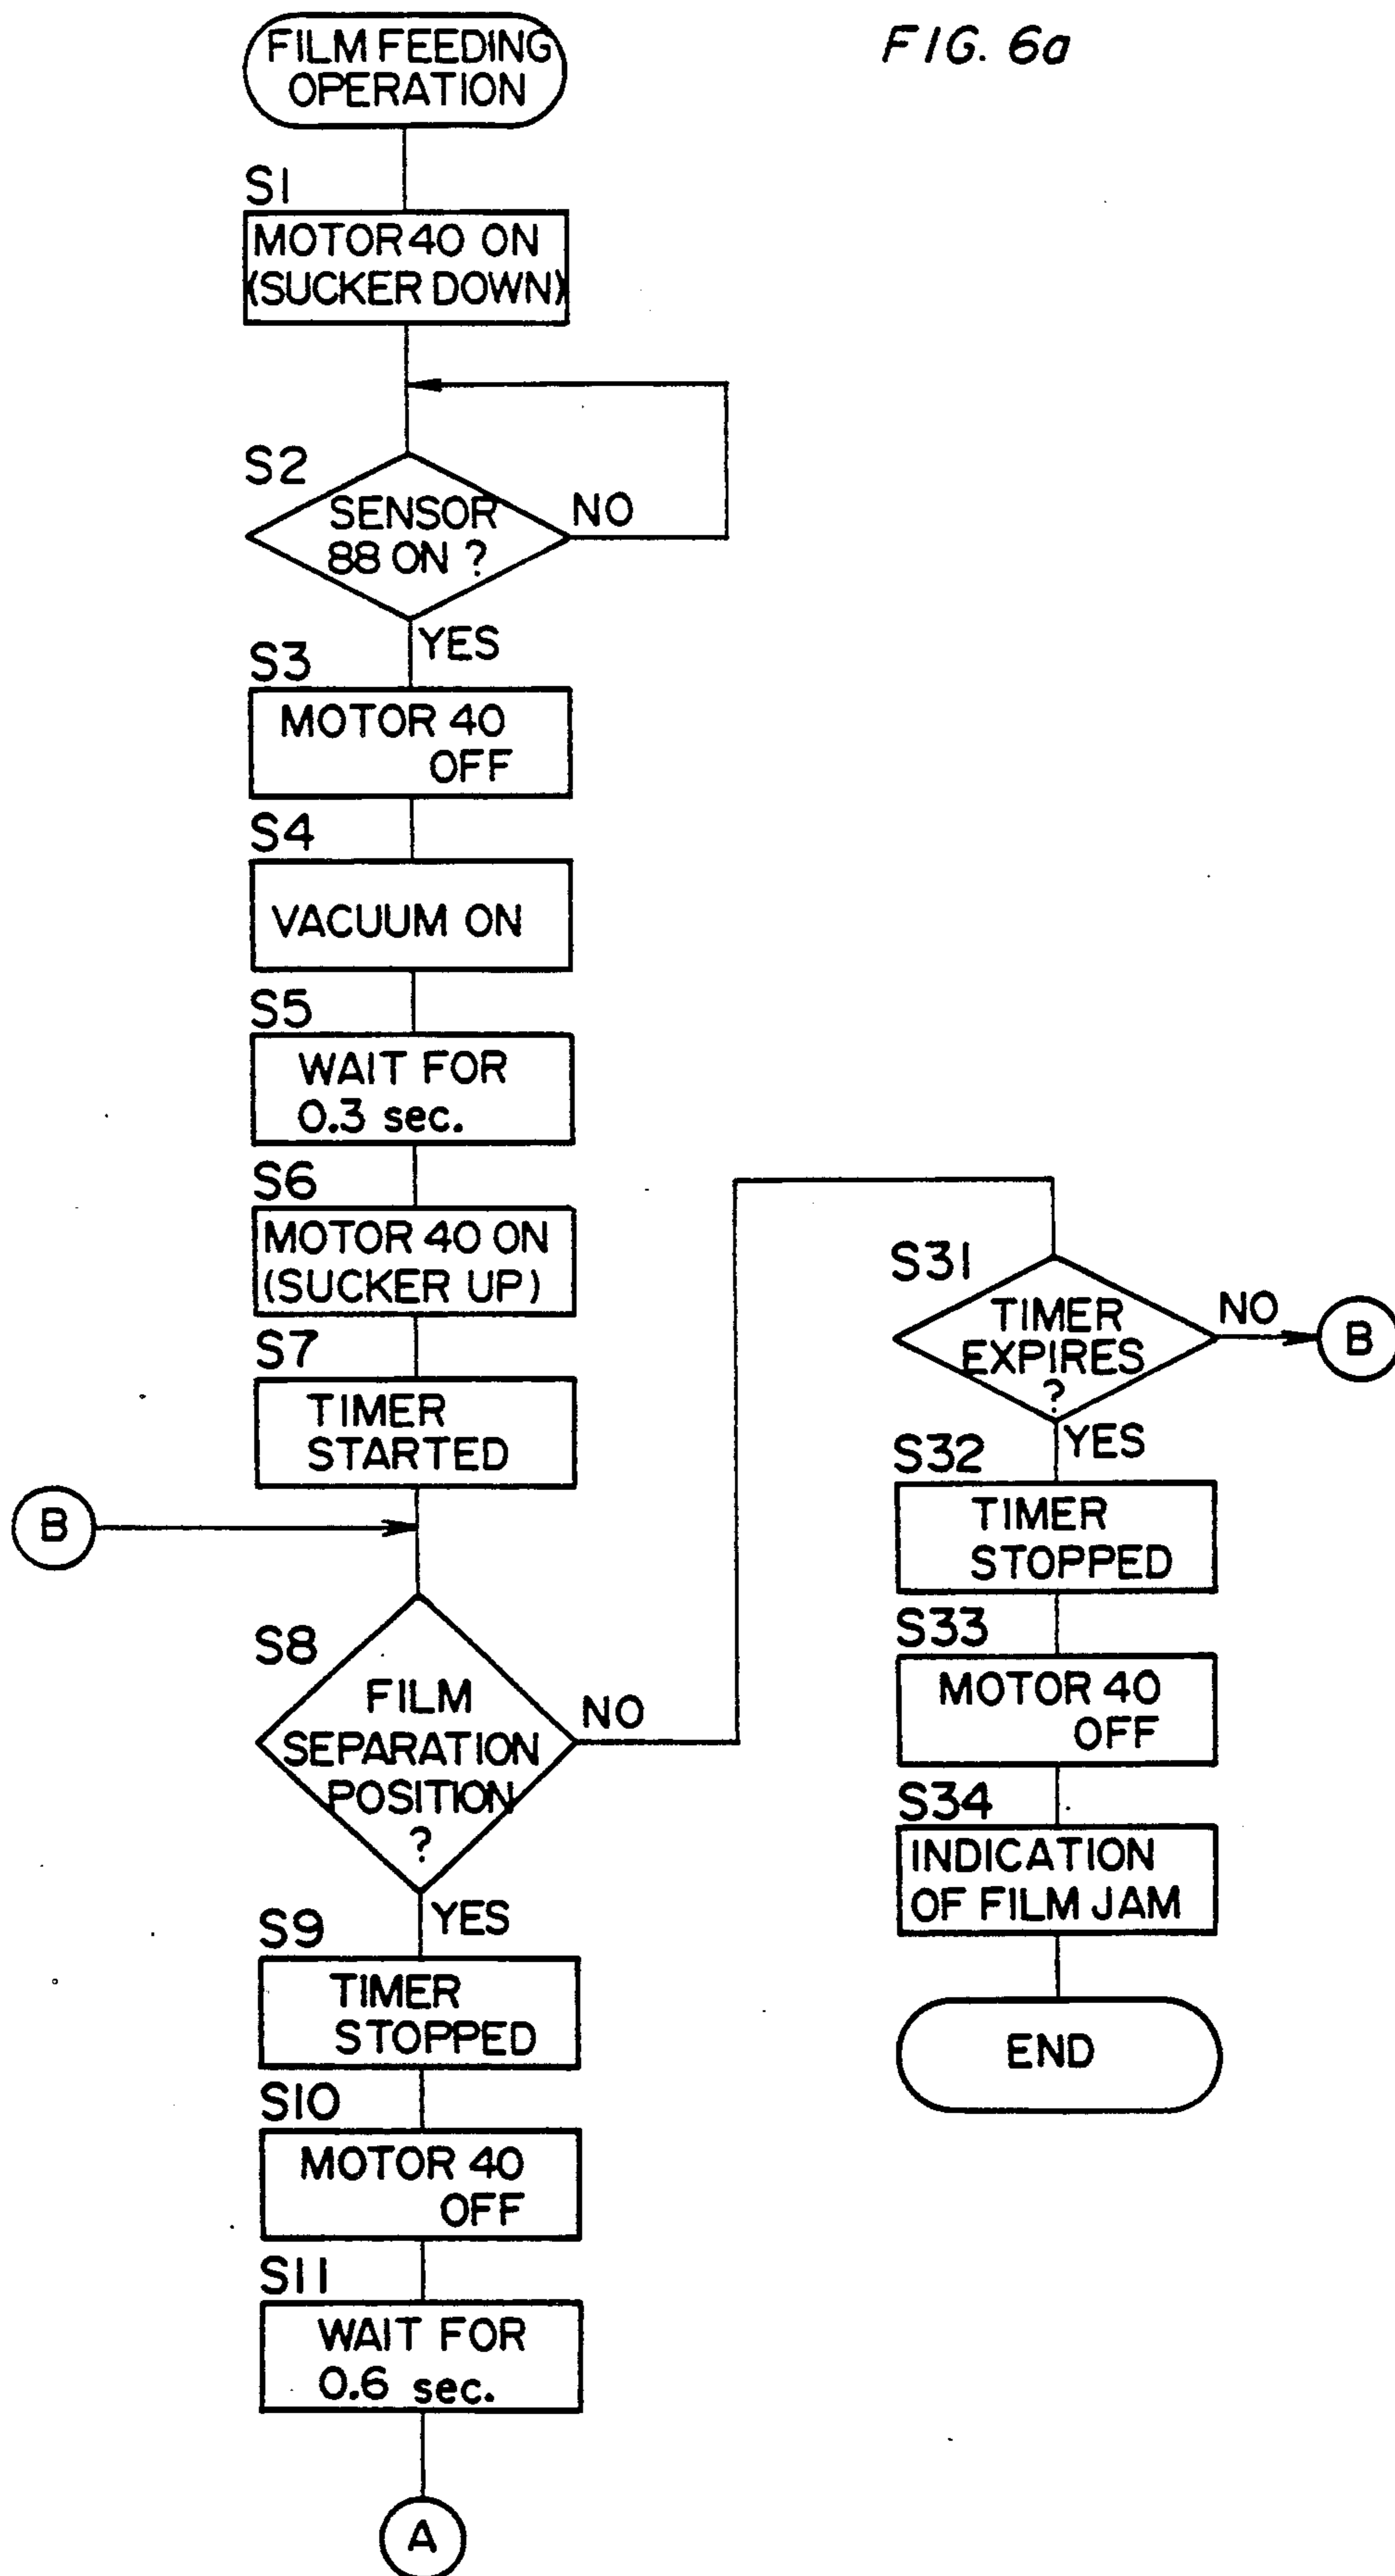 FIG. 6a
FILM FEEDING
OPERATION
S1
MOTOR 40 ON
(SUCKER DOWN)
S2
SENSOR
88 ON ?
NO
YES
S3
MOTOR 40
OFF
S4
VACUUM ON
S5
WAIT FOR
0.3 sec.
S6
MOTOR 40 ON
(SUCKER UP)
S7
TIMER
STARTED
B
S8
FILM
SEPARATION
POSITION
?
NO
YES
S9
TIMER
STOPPED
S10
MOTOR 40
OFF
S11
WAIT FOR
0.6 sec.
A
S31
TIMER
EXPIRES
?
NO
B
YES
S32
TIMER
STOPPED
S33
MOTOR 40
OFF
S34
INDICATION
OF FILM JAM
END